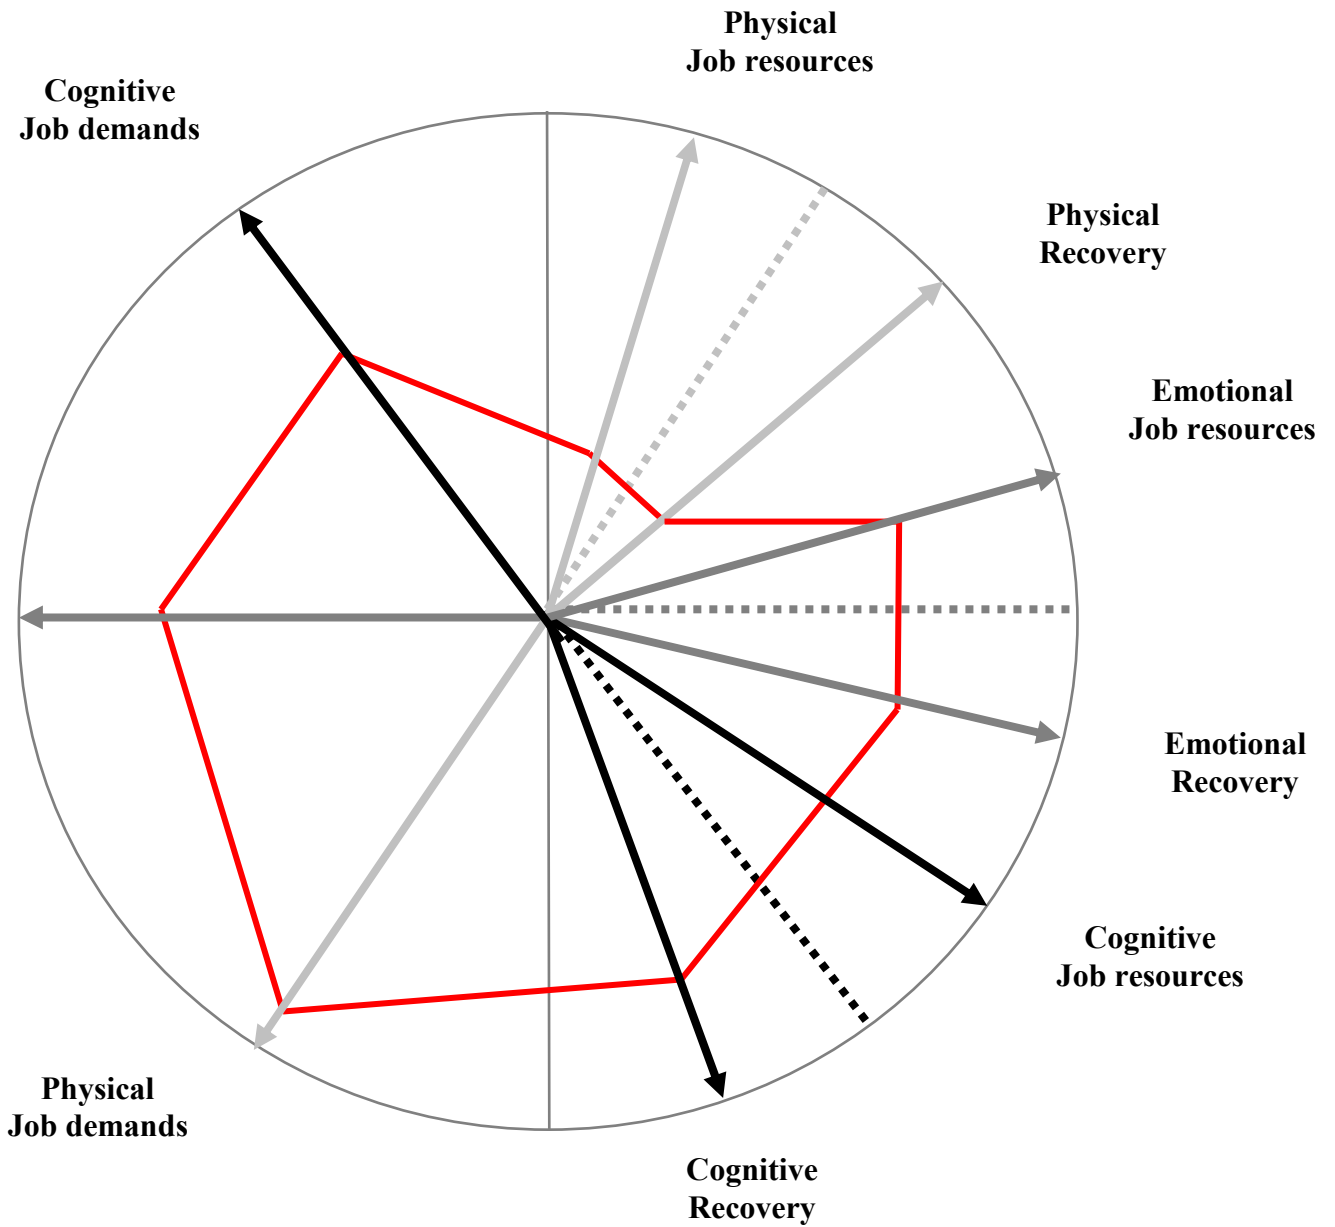 Physical
Job resources
Cognitive
Job demands
Physical
Recovery
Emotional
Job resources
Emotional
Recovery
Cognitive
Job resources
Physical
Job demands
Cognitive
Recovery